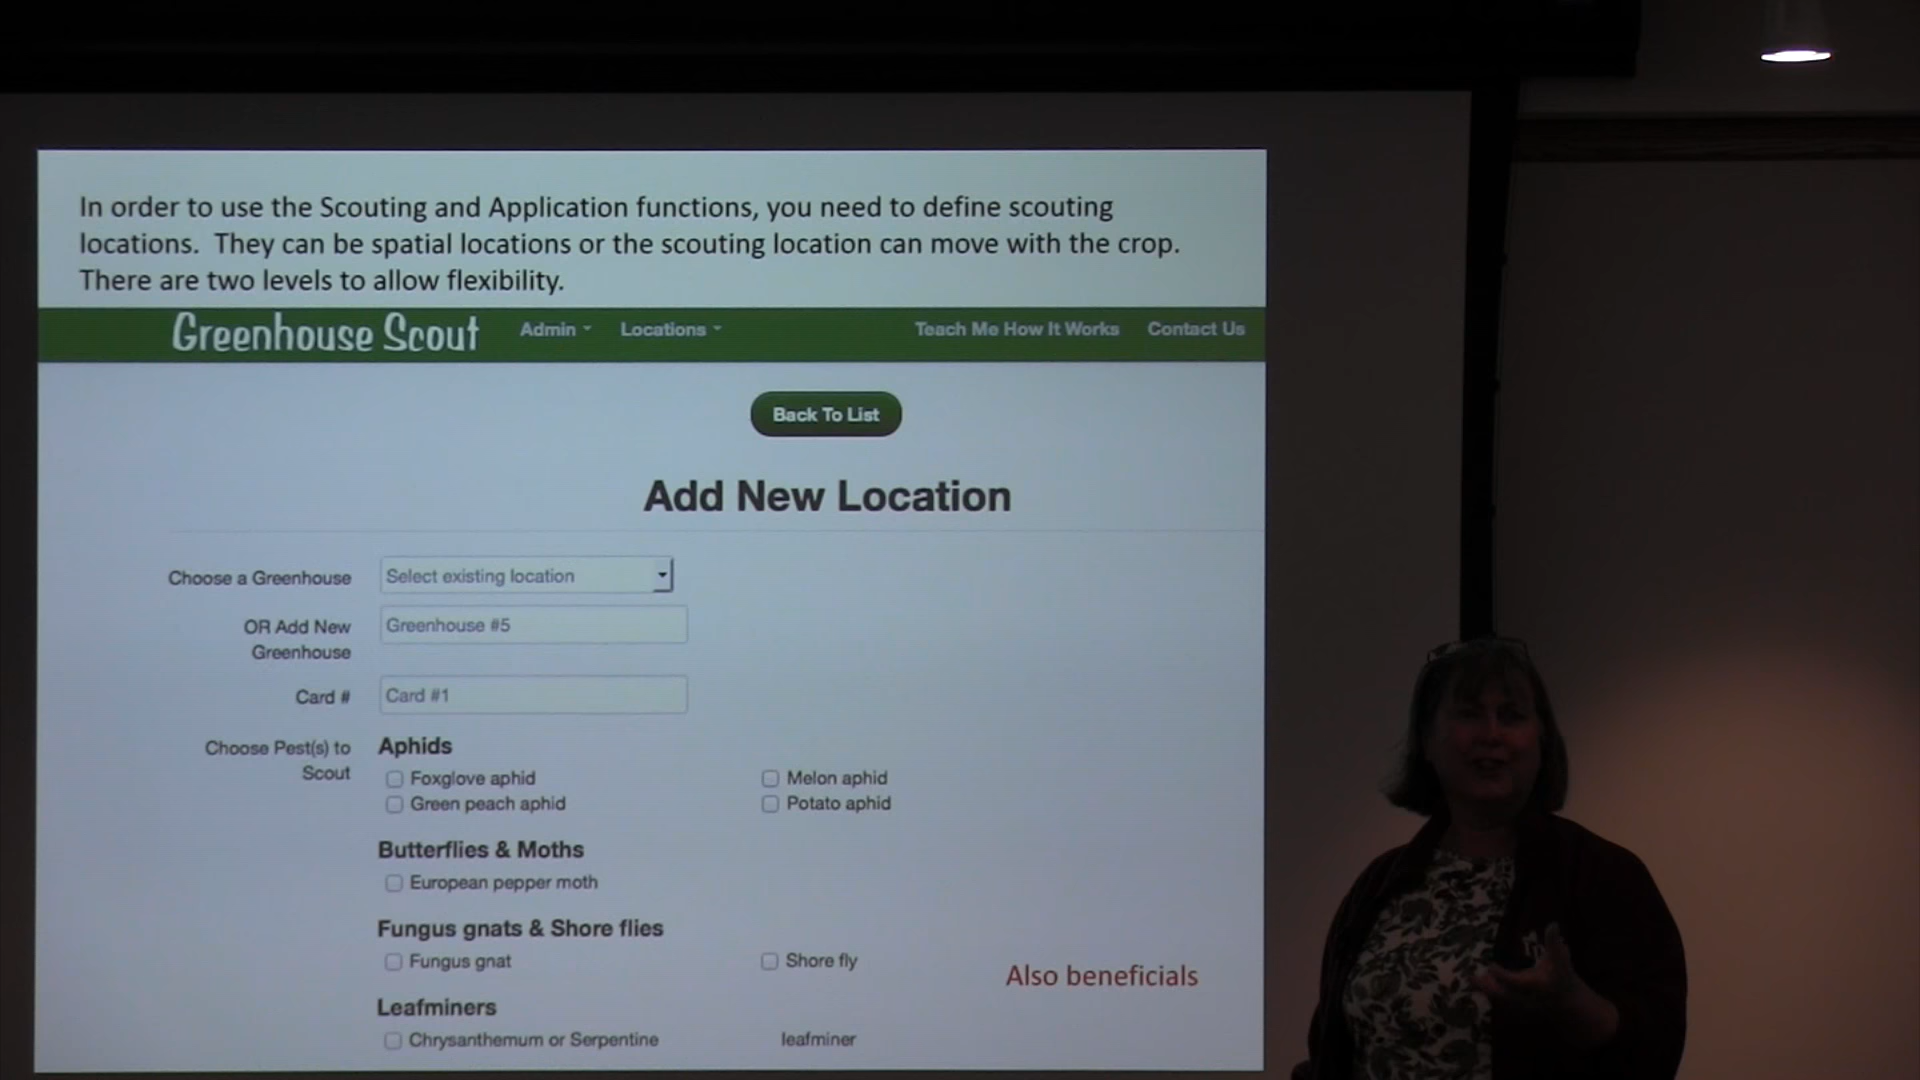 In order to use the Scouting and Application functions, you need to define scouting
locations. They can be spatial locations or the scouting location can move with the crop.
There are two levels to allow flexibility.
Greenhouse Scout Admin Locations Teach Me How It Works Contact Us
Back To List
Add New Location
Choose a Greenhouse Select existing location
OR Add New Greenhouse #5
Greenhouse
Card # Card #1
Choose Pest(s) to Aphids
Scout
Foxglove aphid Melon aphid
Green peach aphid Potato aphid
Butterflies & Moths
European pepper moth
Fungus gnats & Shore flies
Fungus gnat Shore fly
Also beneficials
Leafminers
Chrysanthemum or Serpentine leafminer